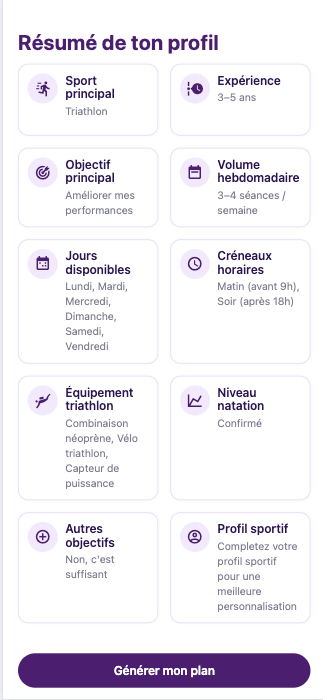 Résumé de ton profil
Sport
principal
Triathlon
Expérience
3–5 ans
Objectif
principal
Améliorer mes
performances
Volume
hebdomadaire
3–4 séances /
semaine
Jours
disponibles
Lundi, Mardi,
Mercredi,
Dimanche,
Samedi,
Vendredi
Créneaux
horaires
Matin (avant 9h),
Soir (après 18h)
Équipement
triathlon
Combinaison
néoprène, Vélo
triathlon,
Capteur de
puissance
Niveau
natation
Confirmé
Autres
objectifs
Non, c'est
suffisant
Profil sportif
Completez votre
profil sportif
pour une
meilleure
personnalisation
Générer mon plan